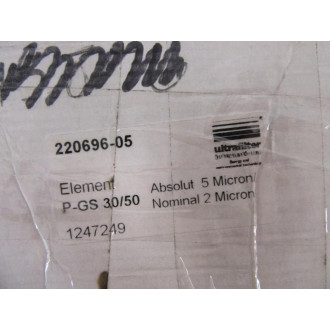 220696-05
ultrafilter
Element Absolut 5 Micron
P-GS 30/50 Nominal 2 Micron
1247249